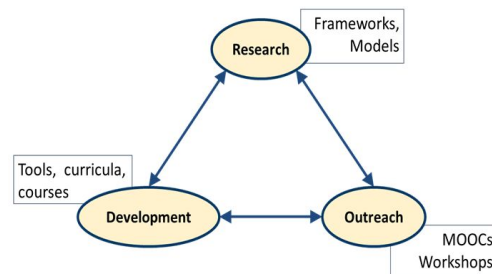 Frameworks,
Models
Research
Tools, curricula,
courses
Development
Outreach
MOOCs
Workshops